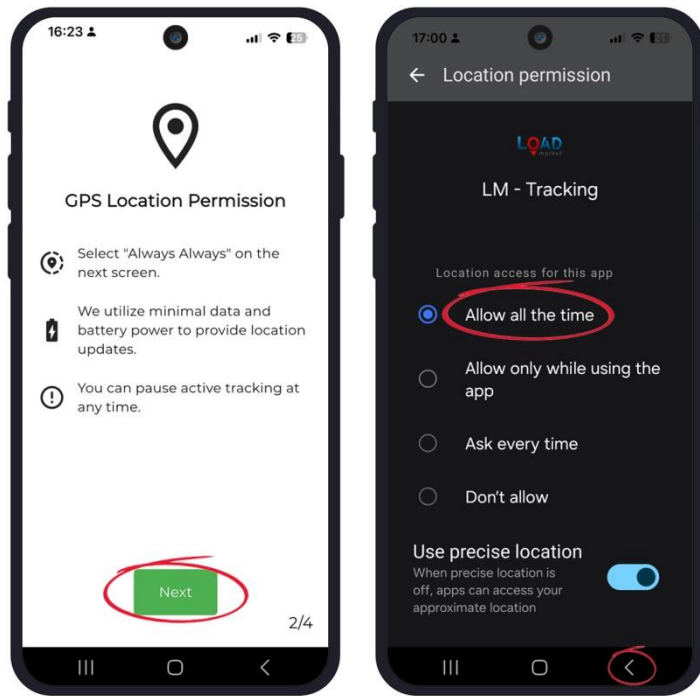 16:23
25
GPS Location Permission
Select "Always Always" on the
next screen.
We utilize minimal data and
battery power to provide location
updates.
You can pause active tracking at
any time.
Next
2/4
17:00
21
Location permission
LOAD
market
LM - Tracking
Location access for this app
Allow all the time
Allow only while using the
app
Ask every time
Don't allow
Use precise location
When precise location is
off, apps can access your
approximate location